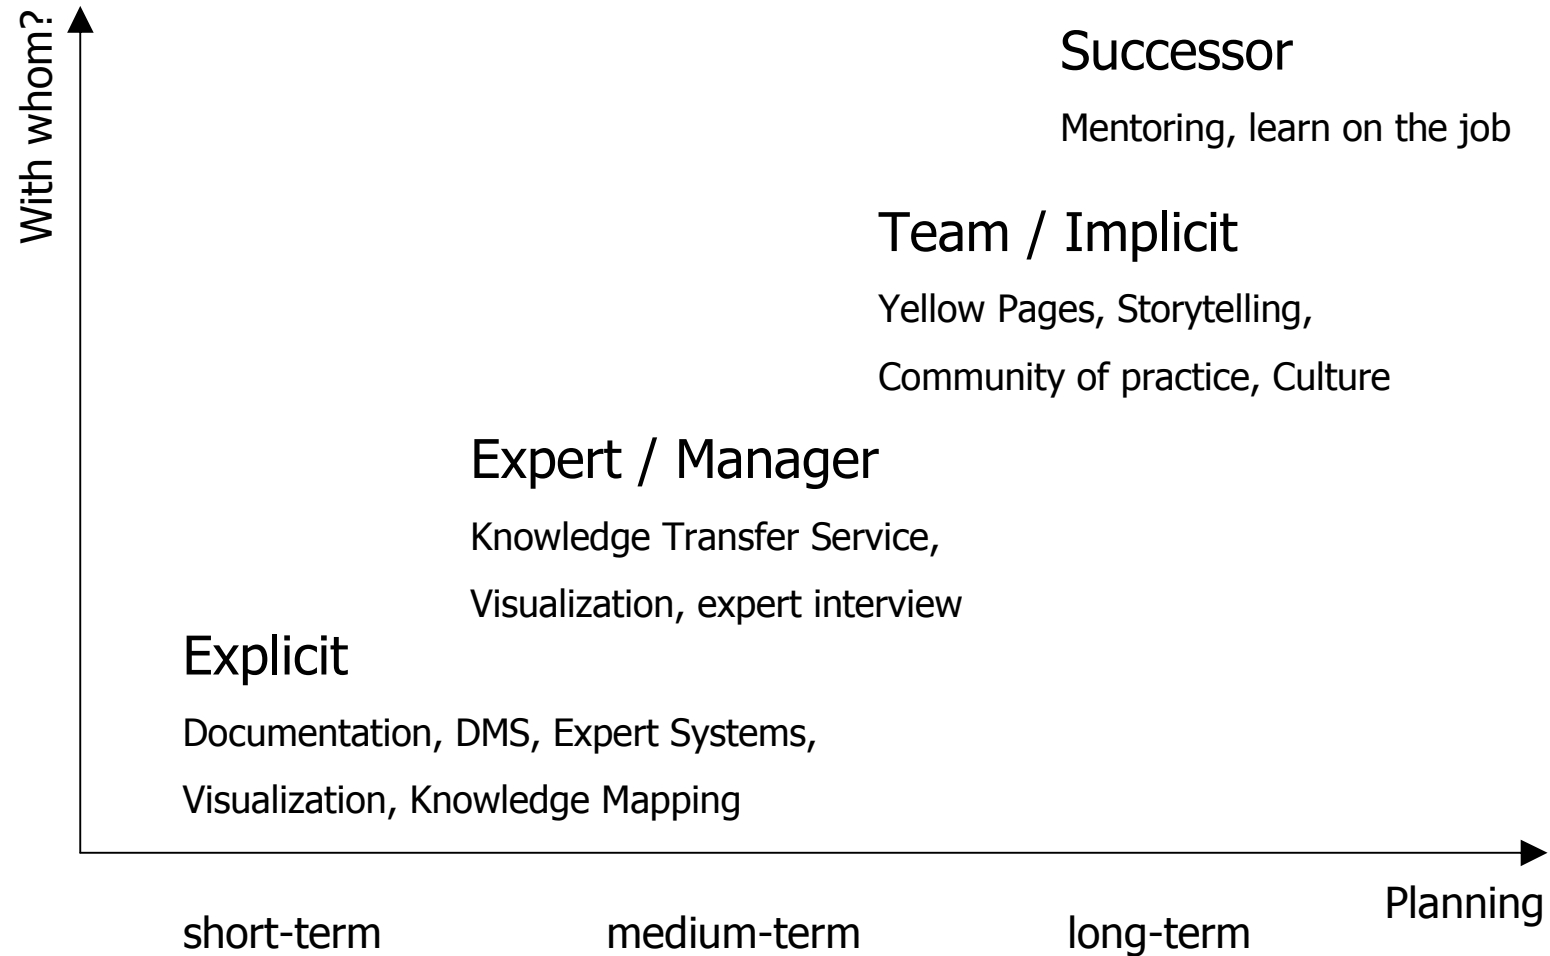 With whom?
Successor
Mentoring, learn on the job
Team / Implicit
Yellow Pages, Storytelling,
Community of practice, Culture
Expert / Manager
Knowledge Transfer Service,
Visualization, expert interview
Explicit
Documentation, DMS, Expert Systems,
Visualization, Knowledge Mapping
Planning
short-term medium-term long-term